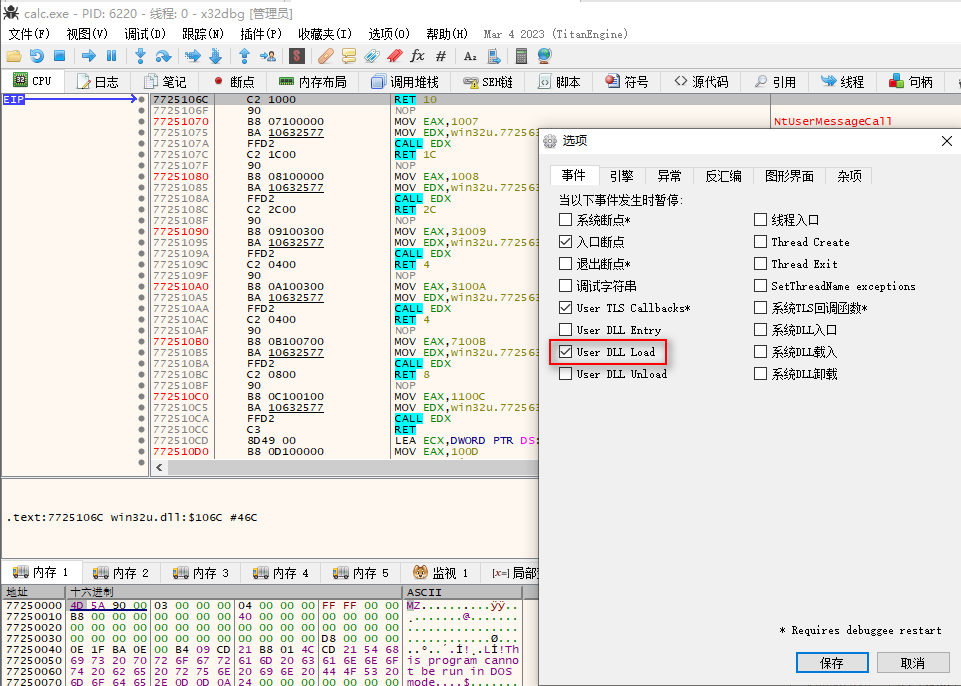 calc.exe - PID: 6220 - 线程: 0 - x32dbg [管理员]
文件(F) 视图(V) 调试(D) 跟踪(N) 插件(P) 收藏夹(I) 选项(O) 帮助(H) Mar 4 2023 (TitanEngine)
CPU 日志 笔记 断点 内存布局 调用堆栈 SEH链 脚本 符号 源代码 引用 线程 句柄
EIP
7725106C C2 1000 RET 10
7725106F 90 NOP
77251070 B8 07100000 MOV EAX,1007 NtUserMessageCall
77251075 BA 10632577 MOV EDX,win32u.772563
7725107A FFD2 CALL EDX
7725107C C2 1C00 RET 1C
7725107F 90 NOP
77251080 B8 08100000 MOV EAX,1008
77251085 BA 10632577 MOV EDX,win32u.772563
7725108A FFD2 CALL EDX
7725108C C2 2C00 RET 2C
7725108F 90 NOP
77251090 B8 09100300 MOV EAX,31009
77251095 BA 10632577 MOV EDX,win32u.772563
7725109A FFD2 CALL EDX
7725109C C2 0400 RET 4
7725109F 90 NOP
772510A0 B8 0A100300 MOV EAX,3100A
772510A5 BA 10632577 MOV EDX,win32u.772563
772510AA FFD2 CALL EDX
772510AC C2 0400 RET 4
772510AF 90 NOP
772510B0 B8 0B100700 MOV EAX,7100B
772510B5 BA 10632577 MOV EDX,win32u.772563
772510BA FFD2 CALL EDX
772510BC C2 0800 RET 8
772510BF 90 NOP
772510C0 B8 0C100100 MOV EAX,1100C
772510C5 BA 10632577 MOV EDX,win32u.772563
772510CA FFD2 CALL EDX
772510CC C3 RET
772510CD 8D49 00 LEA ECX,DWORD PTR DS:
772510D0 B8 0D100000 MOV EAX,100D
.text:7725106C win32u.dll:$106C #46C
内存 1 内存 2 内存 3 内存 4 内存 5 监视 1 [x=] 局部
地址 十六进制 ASCII
77250000 4D 5A 90 00 03 00 00 00 04 00 00 00 FF FF 00 00 MZ..........ÿÿ..
77250010 B8 00 00 00 00 00 00 00 40 00 00 00 00 00 00 00 ¸.......@.......
77250020 00 00 00 00 00 00 00 00 00 00 00 00 00 00 00 00 ................
77250030 00 00 00 00 00 00 00 00 00 00 00 00 D8 00 00 00 ............Ø...
77250040 0E 1F BA 0E 00 B4 09 CD 21 B8 01 4C CD 21 54 68 ..º..´.Í!¸.LÍ!Th
77250050 69 73 20 70 72 6F 67 72 61 6D 20 63 61 6E 6E 6F is program canno
77250060 74 20 62 65 20 72 75 6E 20 69 6E 20 44 4F 53 20 t be run in DOS
77250070 6D 6F 64 65 2E 0D 0D 0A 24 00 00 00 00 00 00 00 mode....$.......
选项
事件 引擎 异常 反汇编 图形界面 杂项
当以下事件发生时暂停:
系统断点* 线程入口
入口断点 Thread Create
退出断点* Thread Exit
调试字符串 SetThreadName exceptions
User TLS Callbacks* 系统TLS回调函数*
User DLL Entry 系统DLL入口
User DLL Load 系统DLL载入
User DLL Unload 系统DLL卸载
* Requires debuggee restart
保存 取消